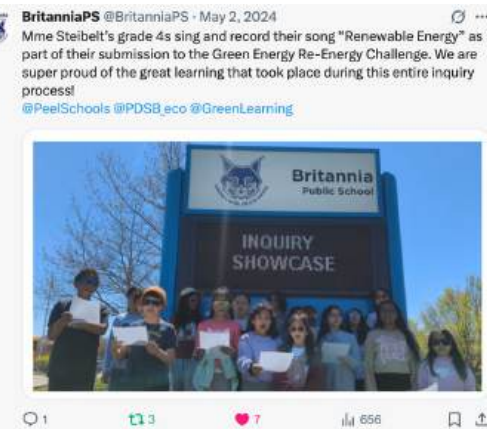 BritanniaPS @BritanniaPS · May 2, 2024
Mme Steibelt's grade 4s sing and record their song "Renewable Energy" as
part of their submission to the Green Energy Re-Energy Challenge. We are
super proud of the great learning that took place during this entire inquiry
process!
@PeelSchools @PDSB_eco @GreenLearning
Britannia
Public School
INQUIRY
SHOWCASE
1 3 7 656